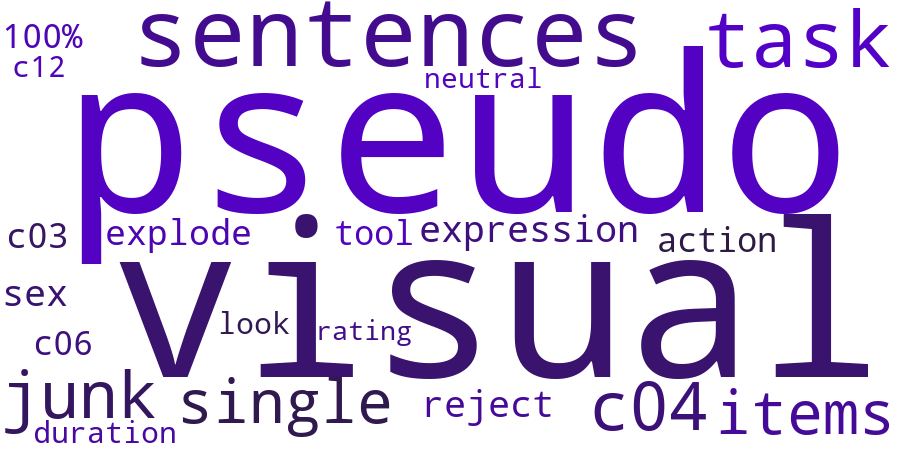 100% sentences task
c12 neutral
pseudo
c03 explode tool expression action
visual
sex
c06 look rating
junk single reject c04 items
duration